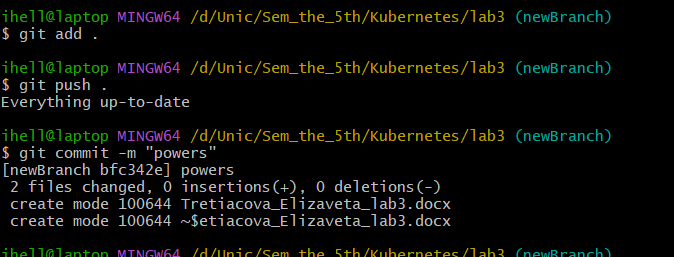 ihell@laptop MINGW64 /d/Unic/Sem_the_5th/Kubernetes/lab3 (newBranch)
$ git add .
ihell@laptop MINGW64 /d/Unic/Sem_the_5th/Kubernetes/lab3 (newBranch)
$ git push .
Everything up-to-date
ihell@laptop MINGW64 /d/Unic/Sem_the_5th/Kubernetes/lab3 (newBranch)
$ git commit -m "powers"
[newBranch bfc342e] powers
 2 files changed, 0 insertions(+), 0 deletions(-)
 create mode 100644 Tretiacova_Elizaveta_lab3.docx
 create mode 100644 ~$etiacova_Elizaveta_lab3.docx
ihell@laptop MINGW64 /d/Unic/Sem_the_5th/Kubernetes/lab3 (newBranch)